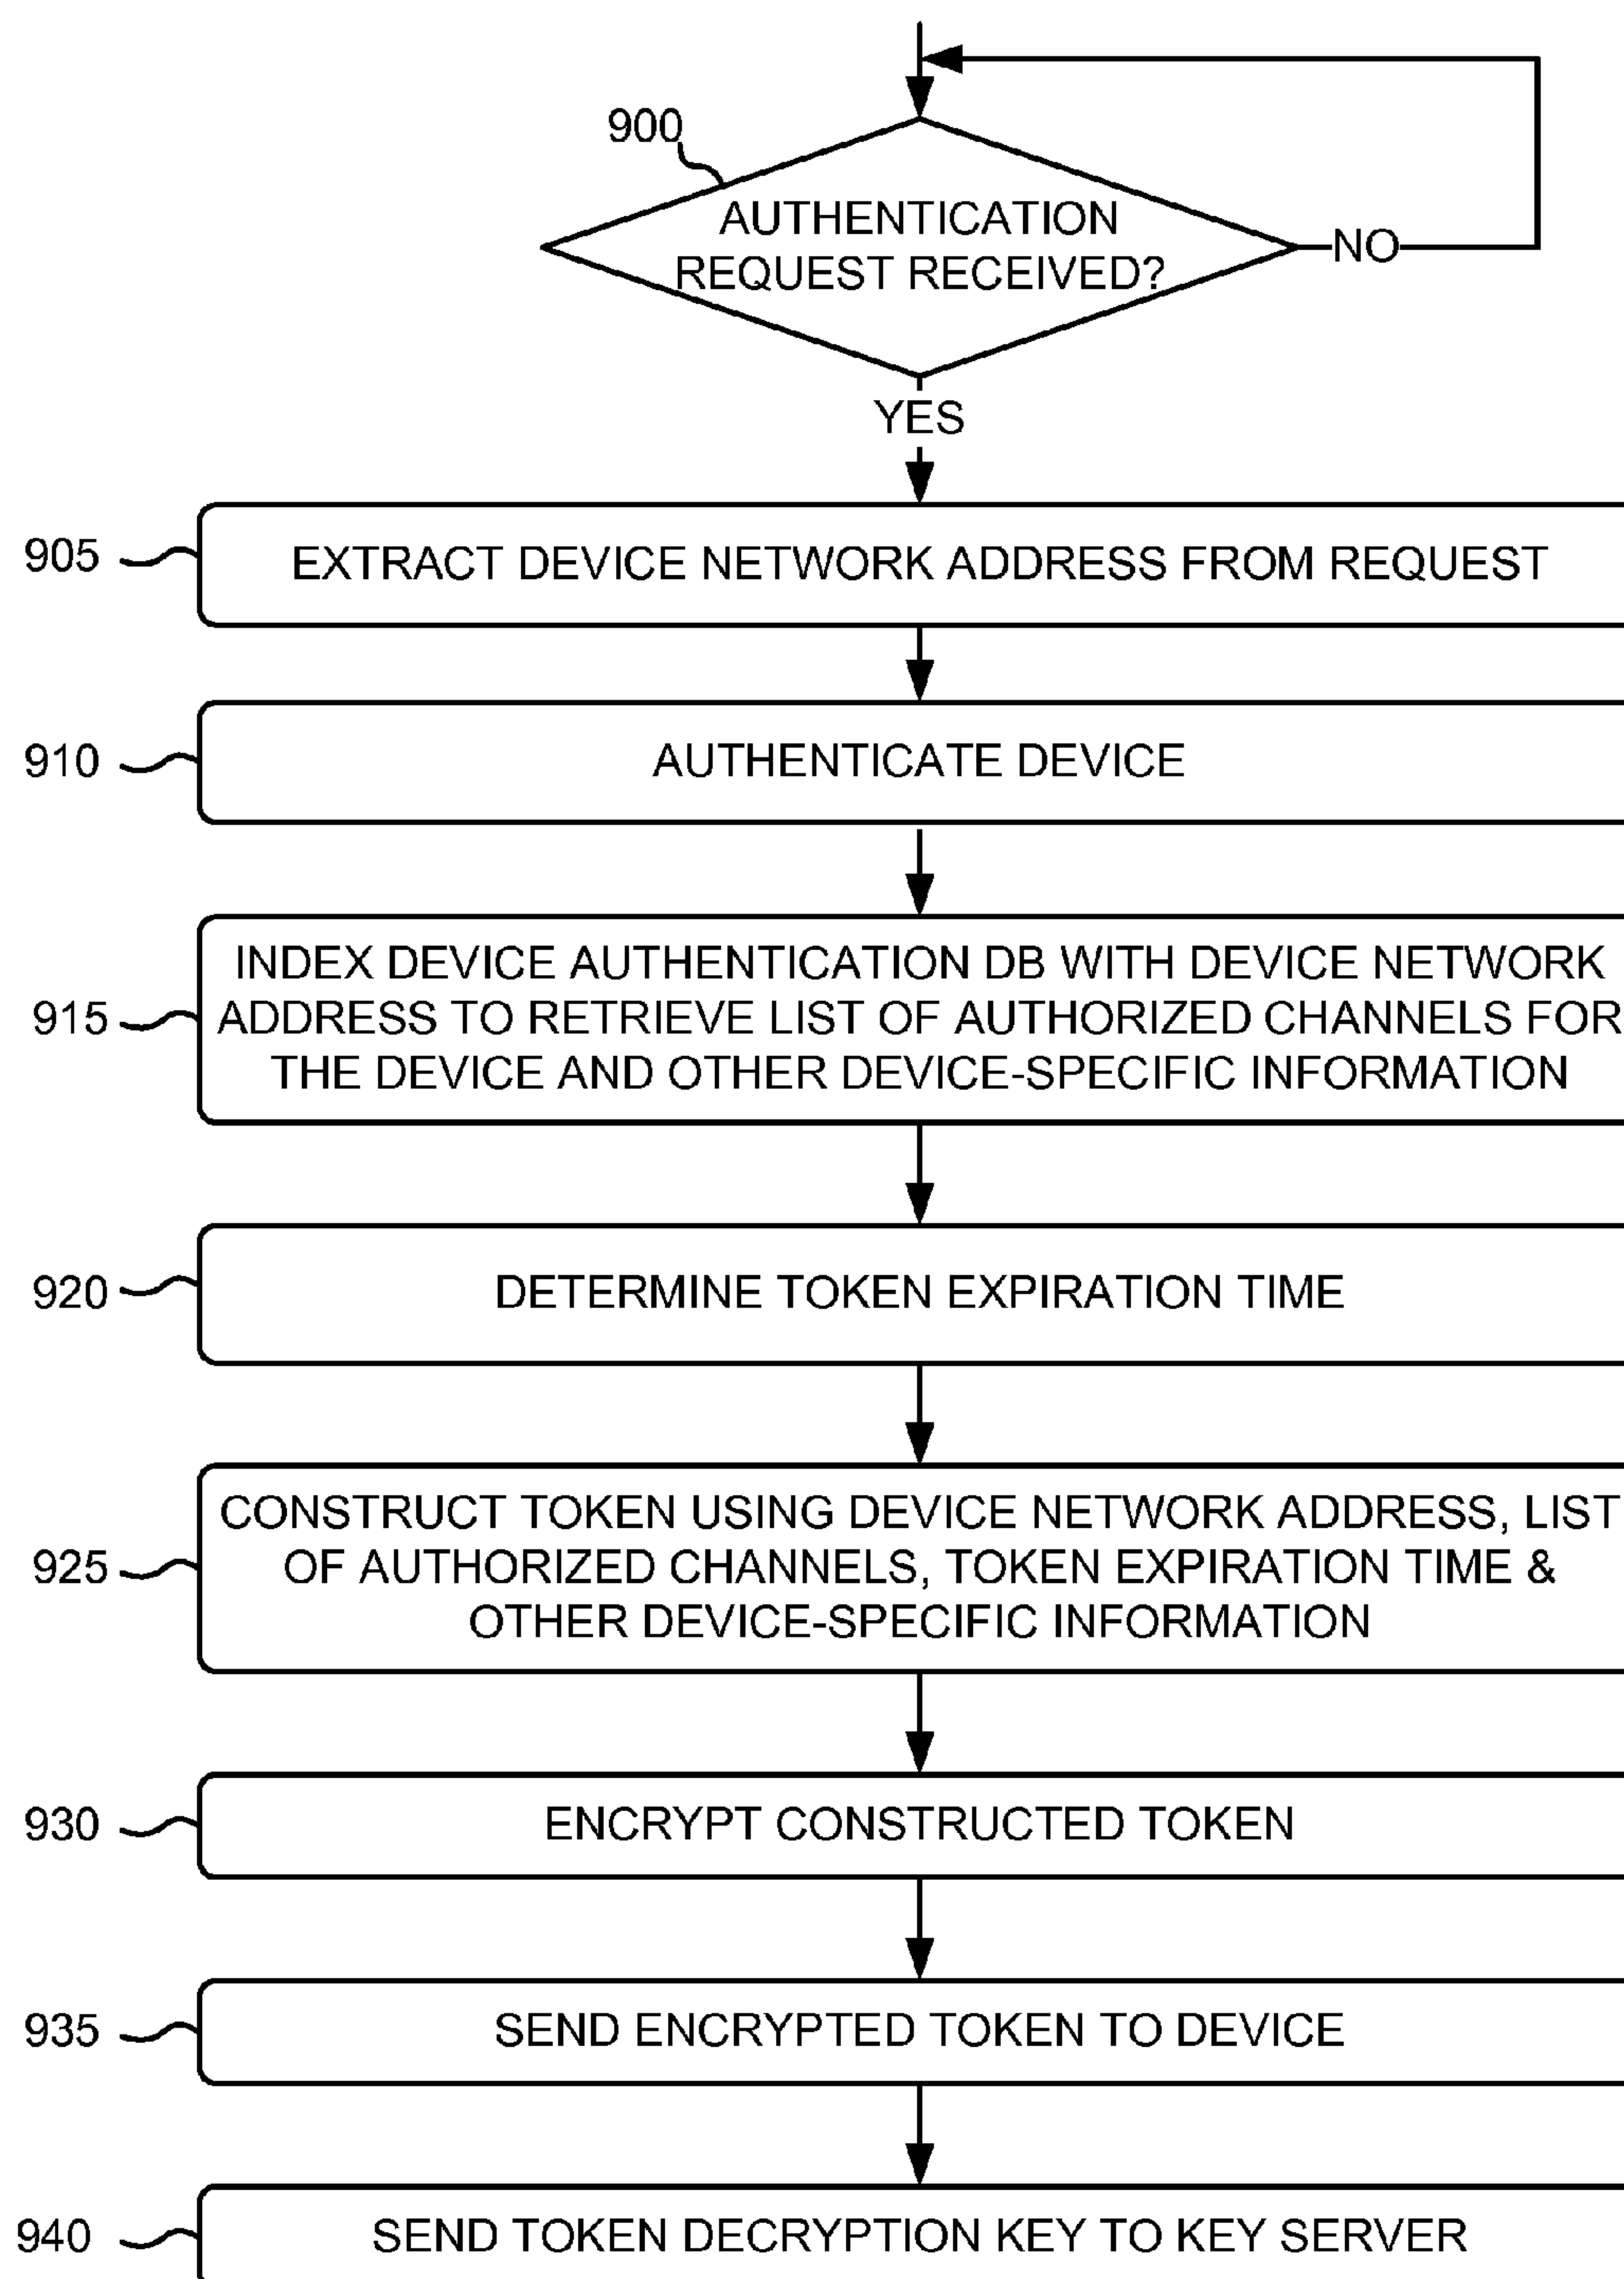 900
AUTHENTICATION
REQUEST RECEIVED?
NO
YES
905
EXTRACT DEVICE NETWORK ADDRESS FROM REQUEST
910
AUTHENTICATE DEVICE
915
INDEX DEVICE AUTHENTICATION DB WITH DEVICE NETWORK
ADDRESS TO RETRIEVE LIST OF AUTHORIZED CHANNELS FOR
THE DEVICE AND OTHER DEVICE-SPECIFIC INFORMATION
920
DETERMINE TOKEN EXPIRATION TIME
925
CONSTRUCT TOKEN USING DEVICE NETWORK ADDRESS, LIST
OF AUTHORIZED CHANNELS, TOKEN EXPIRATION TIME &
OTHER DEVICE-SPECIFIC INFORMATION
930
ENCRYPT CONSTRUCTED TOKEN
935
SEND ENCRYPTED TOKEN TO DEVICE
940
SEND TOKEN DECRYPTION KEY TO KEY SERVER